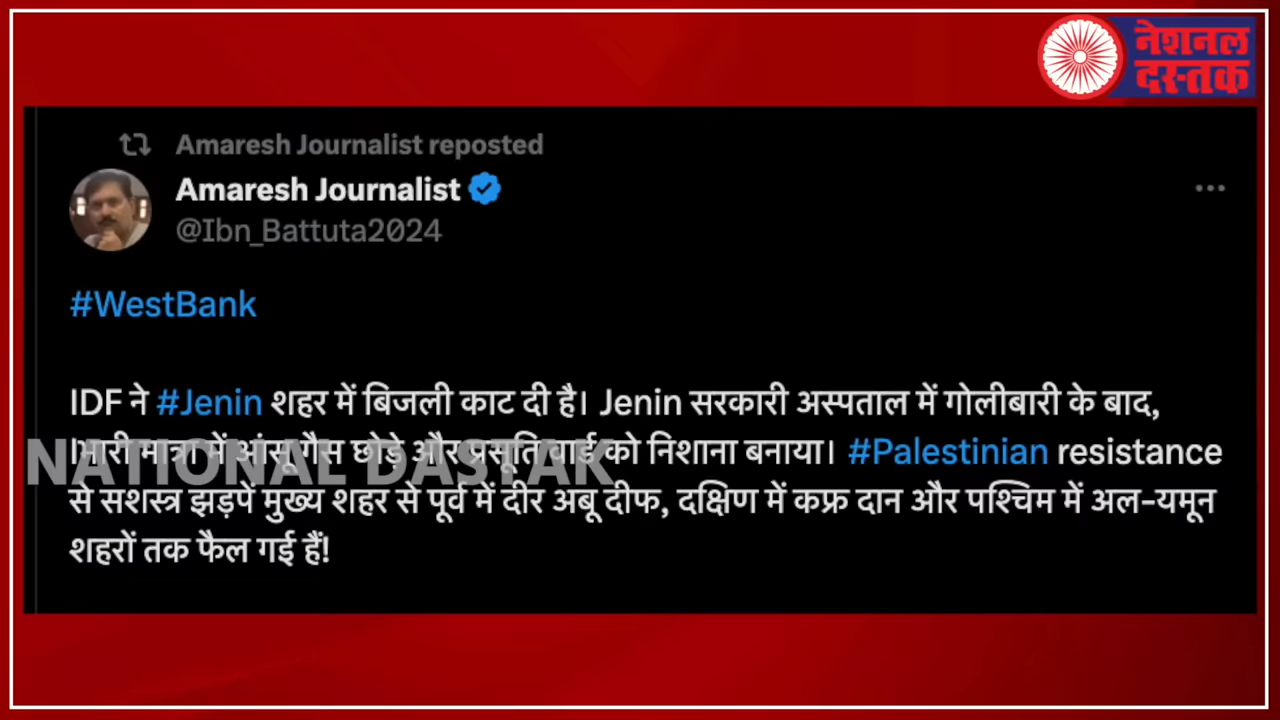 नेशनल
दस्तक
Amaresh Journalist reposted
Amaresh Journalist
@Ibn_Battuta2024
#WestBank
IDF ने #Jenin शहर में बिजली काट दी है। Jenin सरकारी अस्पताल में गोलीबारी के बाद,
भारी मात्रा में आंसू गैस छोड़े और प्रसूति वार्ड को निशाना बनाया। #Palestinian resistance
NATIONAL DASTAK
से सशस्त्र झड़पें मुख्य शहर से पूर्व में दीर अबू दीफ, दक्षिण में कफ्र दान और पश्चिम में अल-यमून
शहरों तक फैल गई हैं!